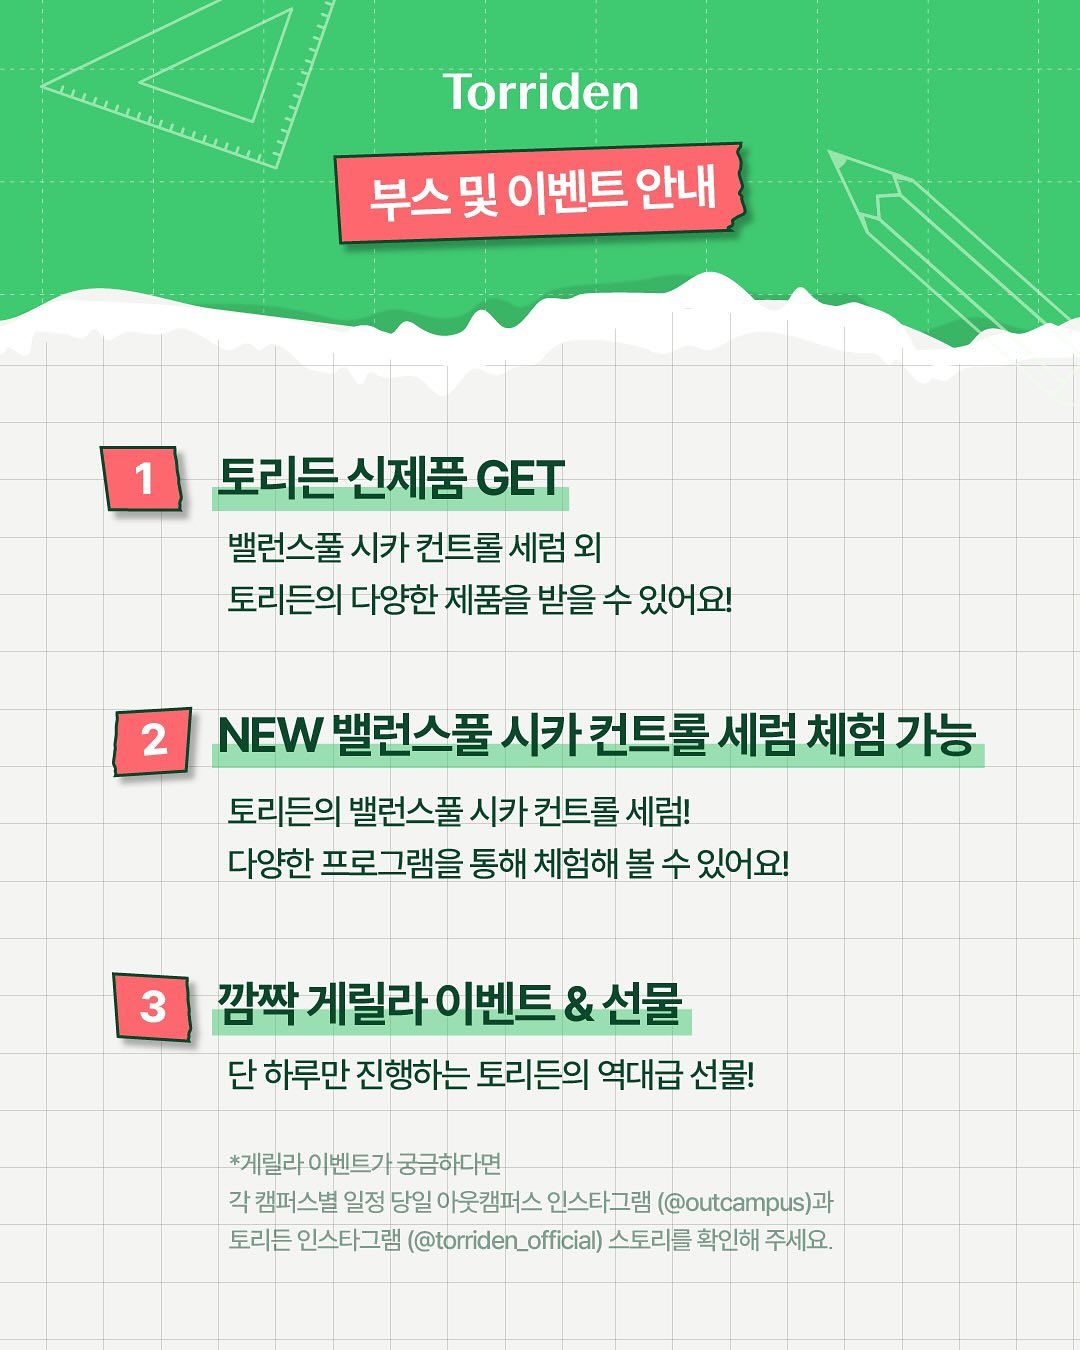 Torriden
부스 및 이벤트 안내
1
토리든 신제품 GET
밸런스풀 시카 컨트롤 세럼 외
토리든의 다양한 제품을 받을 수 있어요!
2
NEW 밸런스풀 시카 컨트롤 세럼 체험 가능
토리든의 밸런스풀 시카 컨트롤 세럼!
다양한 프로그램을 통해 체험해 볼 수 있어요!
3
깜짝 게릴라 이벤트 & 선물
단 하루만 진행하는 토리든의 역대급 선물!
*게릴라 이벤트가 궁금하다면
각 캠퍼스별 일정 당일 아웃캠퍼스 인스타그램 (@outcampus)과
토리든 인스타그램 (@torriden_official) 스토리를 확인해 주세요.